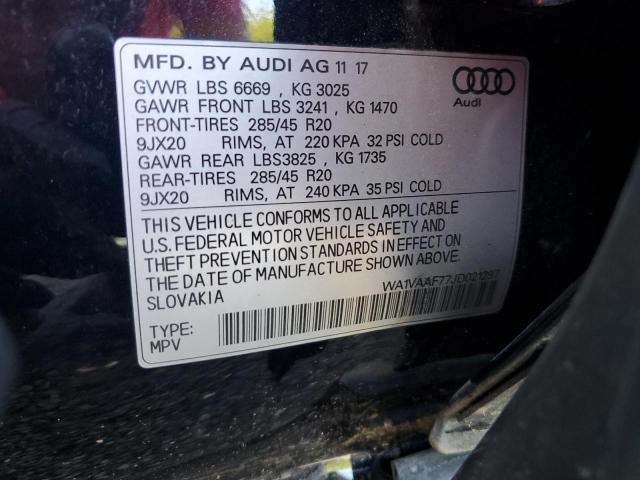 MFD. BY AUDI AG 11 17
GVWR LBS 6669 , KG 3025
GAWR FRONT LBS 3241 , KG 1470
FRONT-TIRES 285/45 R20
9JX20 RIMS, AT 220 KPA 32 PSI COLD
GAWR REAR LBS3825 , KG 1735
REAR-TIRES 285/45 R20
9JX20 RIMS, AT 240 KPA 35 PSI COLD
Audi
THIS VEHICLE CONFORMS TO ALL APPLICABLE
U.S. FEDERAL MOTOR VEHICLE SAFETY AND
THEFT PREVENTION STANDARDS IN EFFECT ON
THE DATE OF MANUFACTURE SHOWN ABOVE.
SLOVAKIA
WA1VAAF77JD021297
TYPE:
MPV